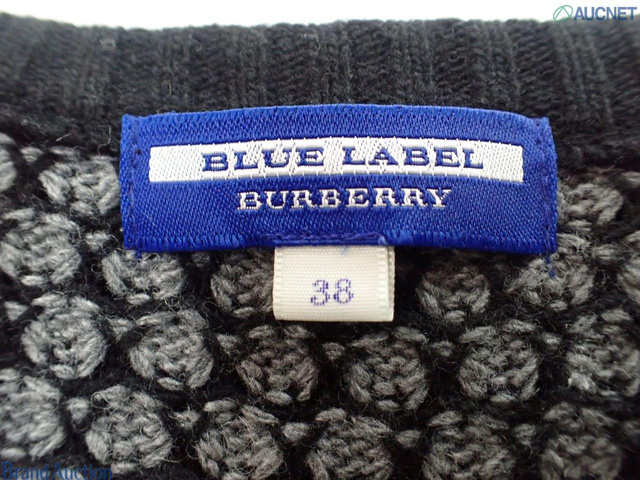 AUCNET
BLUE LABEL
BURBERRY
38
Brand Auction